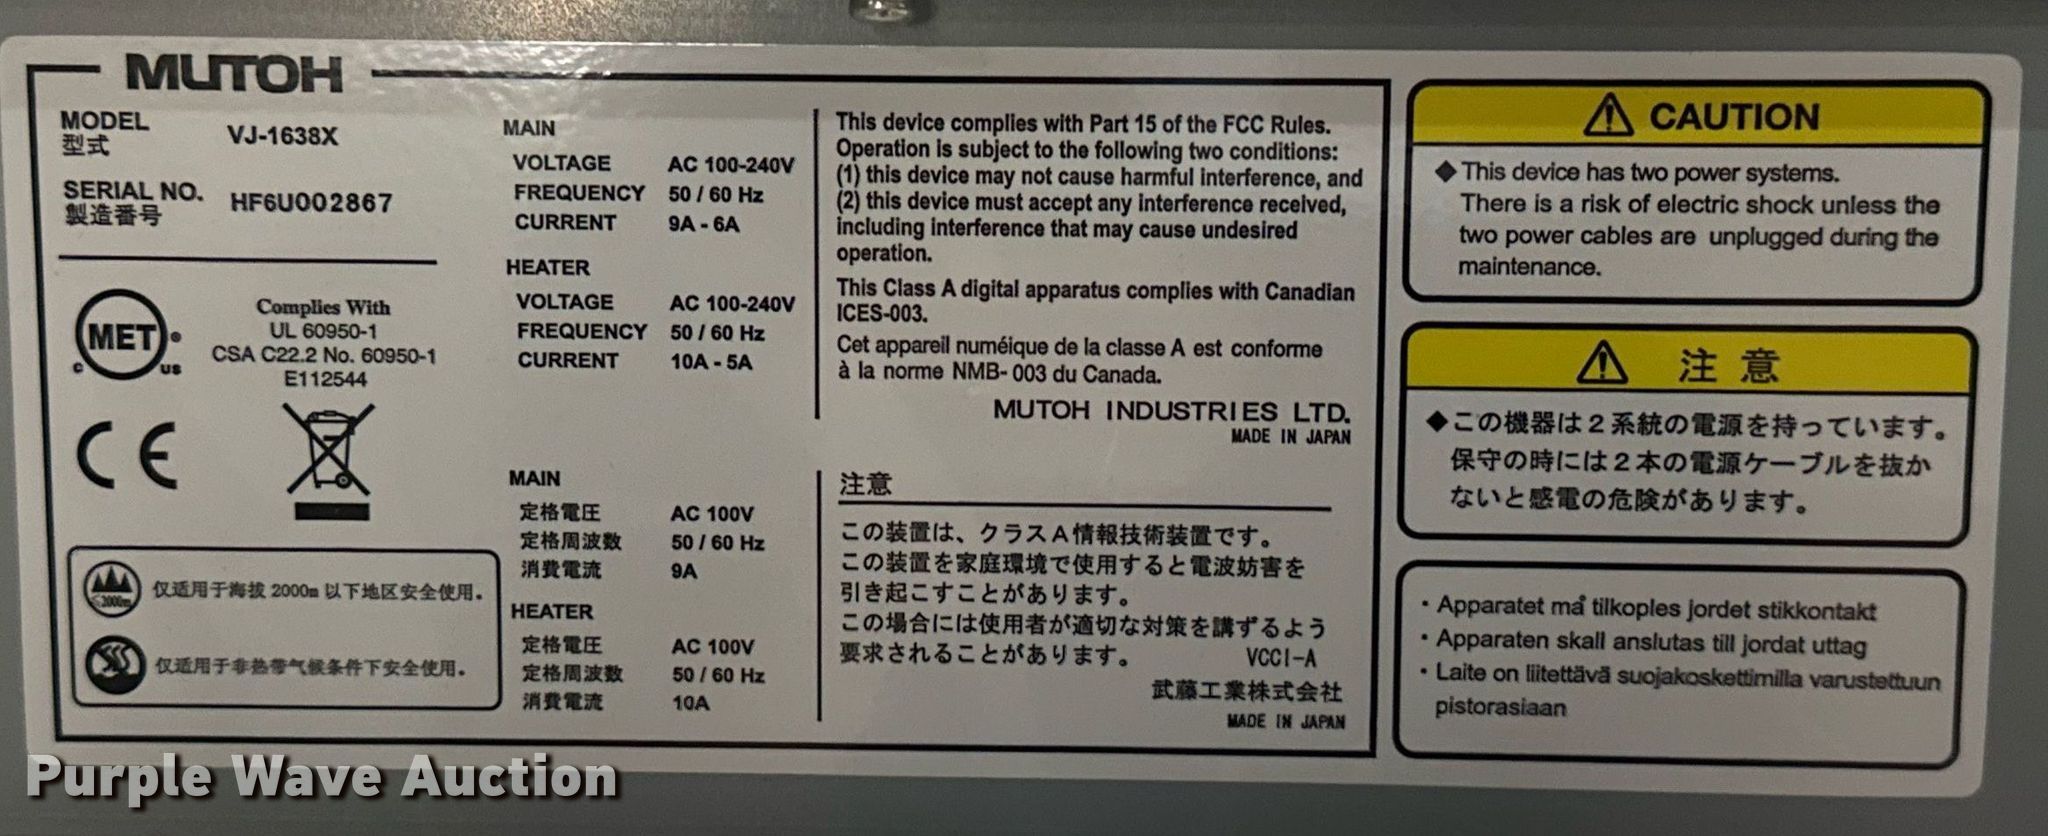 MUTOH
MODEL
型式
VJ-1638X
SERIAL NO.
製造番号
HF6U002867
MET
C
US
Complies With
UL 60950-1
CSA C22.2 No. 60950-1
E112544
CE
≤2000m
仅适用于海拔 2000m 以下地区安全使用。
仅适用于非热带气候条件下安全使用。
MAIN
VOLTAGE AC 100-240V
FREQUENCY 50 / 60 Hz
CURRENT 9A - 6A
HEATER
VOLTAGE AC 100-240V
FREQUENCY 50 / 60 Hz
CURRENT 10A - 5A
MAIN
定格電圧 AC 100V
定格周波数 50 / 60 Hz
消費電流 9A
HEATER
定格電圧 AC 100V
定格周波数 50 / 60 Hz
消費電流 10A
This device complies with Part 15 of the FCC Rules.
Operation is subject to the following two conditions:
(1) this device may not cause harmful interference, and
(2) this device must accept any interference received,
including interference that may cause undesired
operation.
This Class A digital apparatus complies with Canadian
ICES-003.
Cet appareil numéique de la classe A est conforme
à la norme NMB- 003 du Canada.
MUTOH INDUSTRIES LTD.
MADE IN JAPAN
注意
この装置は、クラスA情報技術装置です。
この装置を家庭環境で使用すると電波妨害を
引き起こすことがあります。
この場合には使用者が適切な対策を講ずるよう
要求されることがあります。 VCCI-A
武藤工業株式会社
MADE IN JAPAN
CAUTION
◆This device has two power systems.
There is a risk of electric shock unless the
two power cables are unplugged during the
maintenance.
注意
◆この機器は2系統の電源を持っています。
保守の時には2本の電源ケーブルを抜か
ないと感電の危険があります。
・Apparatet må tilkoples jordet stikkontakt
・Apparaten skall anslutas till jordat uttag
・Laite on liitettävä suojakoskettimilla varustettuun
pistorasiaan
Purple Wave Auction